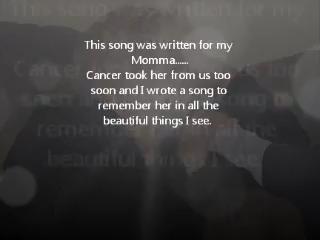 This song was written for my
Momma......
Cancer took her from us too
soon and I wrote a song to
remember her in all the
beautiful things I see.